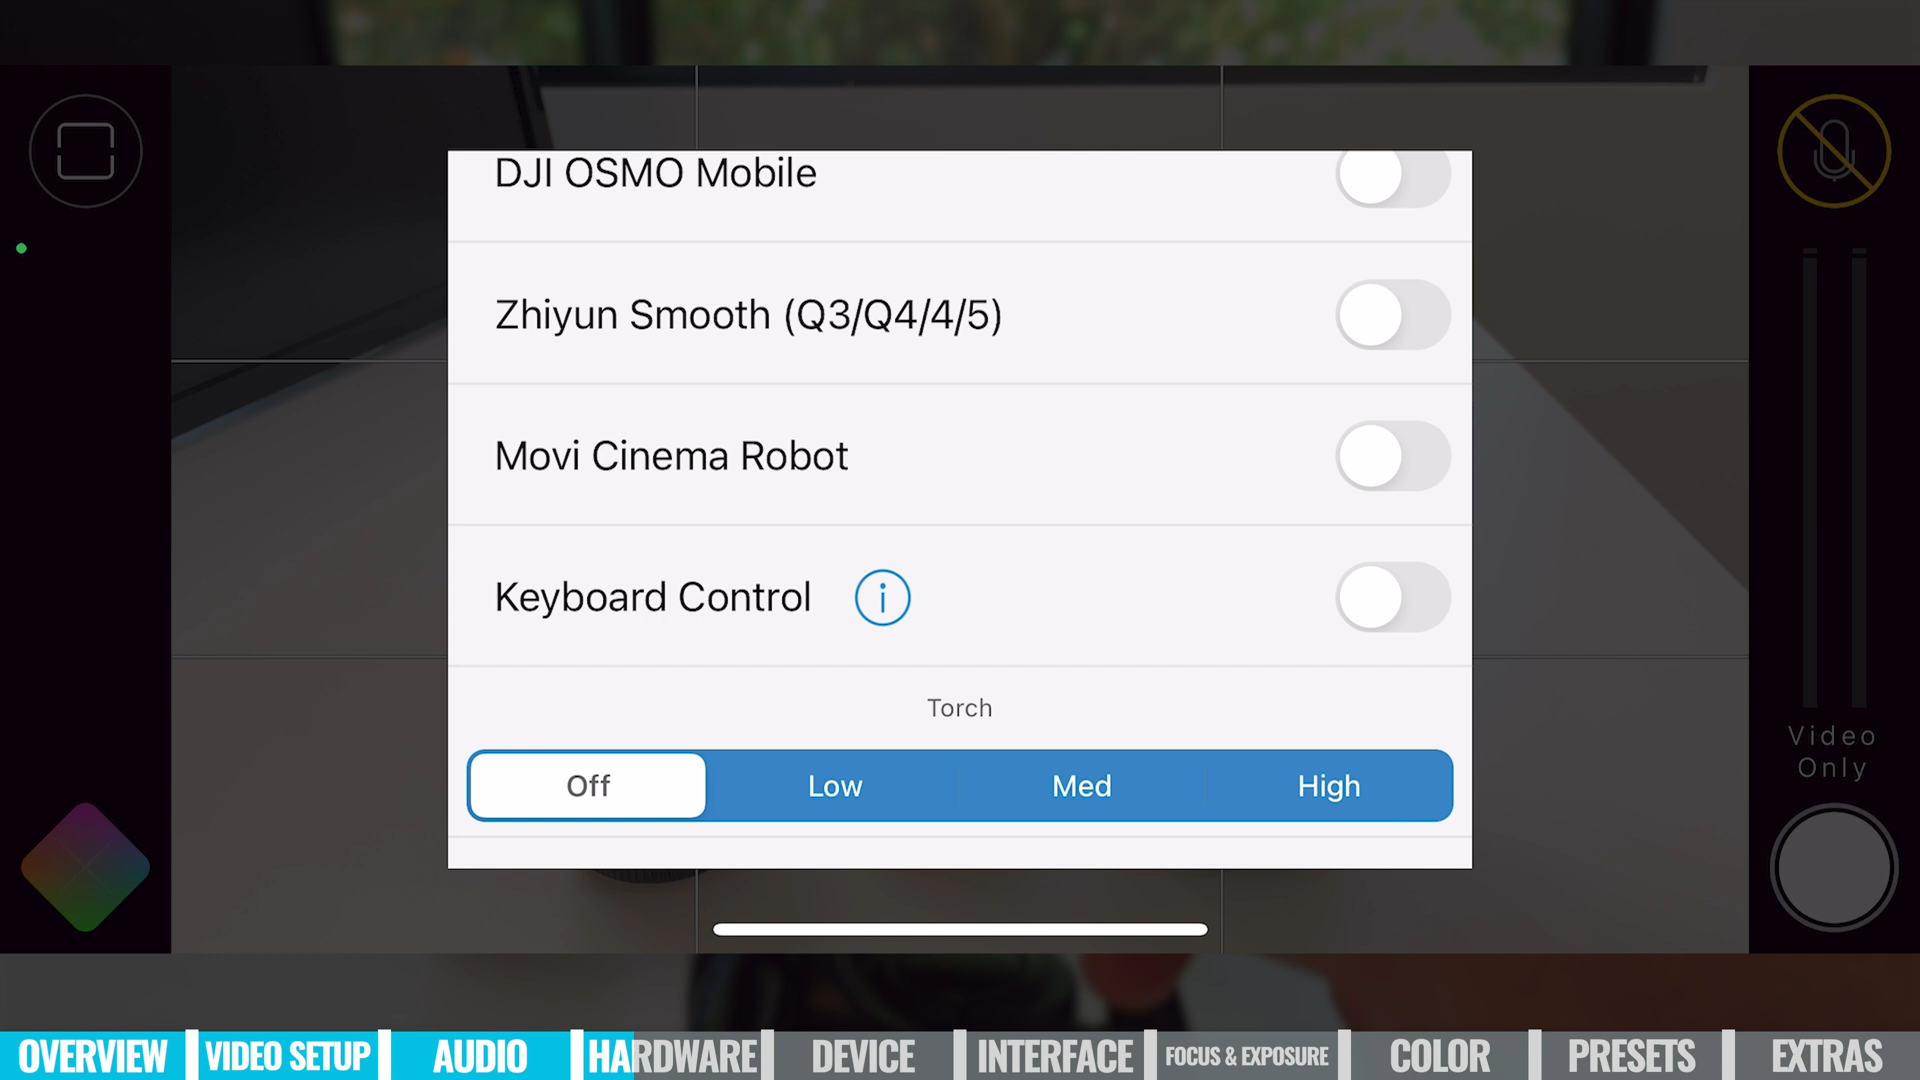 DJI OSMO Mobile
Zhiyun Smooth (Q3/Q4/4/5)
Movi Cinema Robot
Keyboard Control
Torch
Off Low Med High
Video
Only
OVERVIEW VIDEO SETUP AUDIO HARDWARE DEVICE INTERFACE FOCUS & EXPOSURE COLOR PRESETS EXTRAS